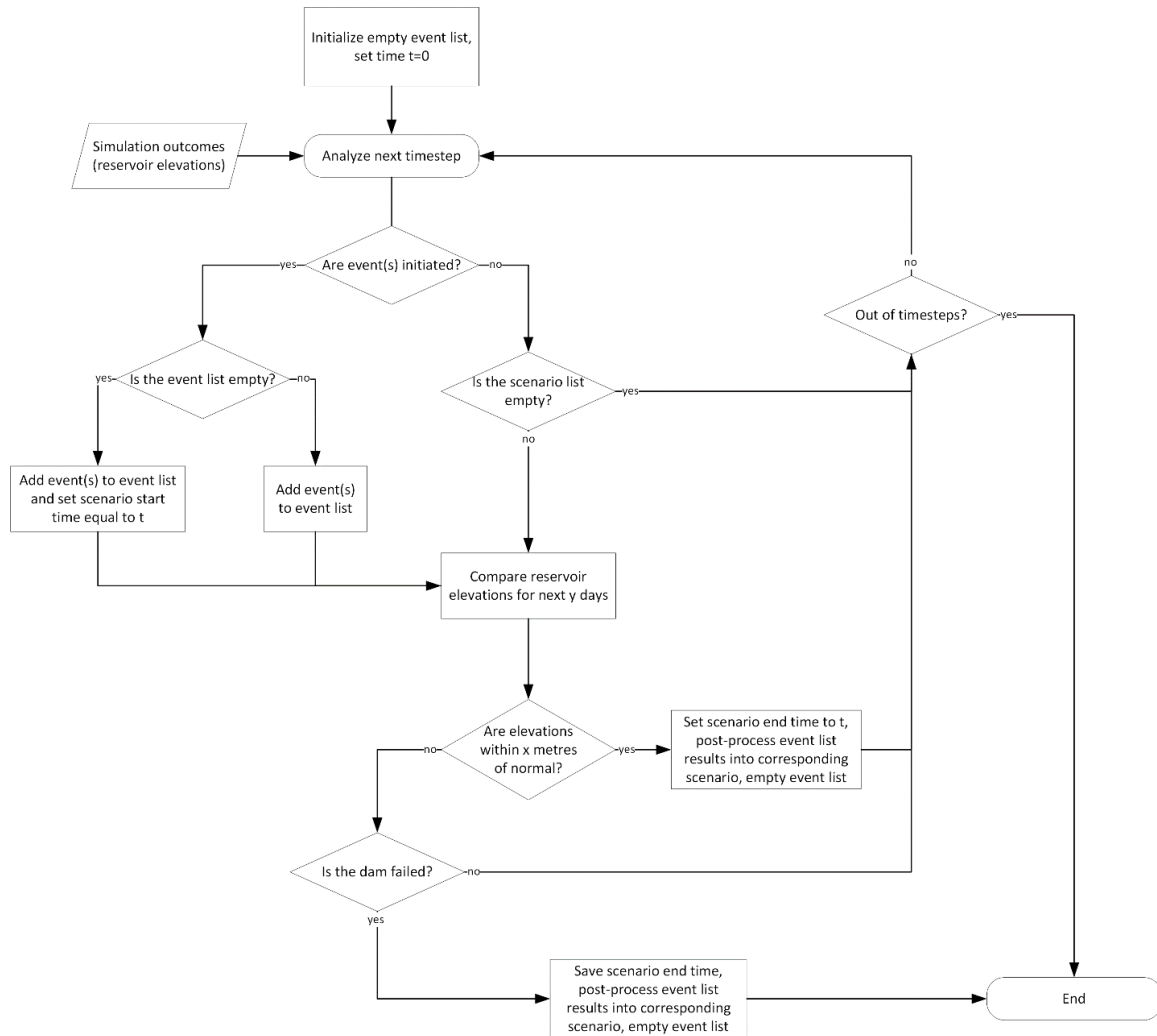 Initialize empty event list,
set time t=0
Simulation outcomes
(reservoir elevations)
Analyze next timestep
Are event(s) initiated?
yes
no
Out of timesteps?
no
yes
Is the event list empty?
yes
no
Is the scenario list
empty?
yes
no
Add event(s) to event list
and set scenario start
time equal to t
Add event(s)
to event list
Compare reservoir
elevations for next y days
Are elevations
within x metres
of normal?
no
yes
Set scenario end time to t,
post-process event list
results into corresponding
scenario, empty event list
Is the dam failed?
no
yes
Save scenario end time,
post-process event list
results into corresponding
scenario, empty event list
End